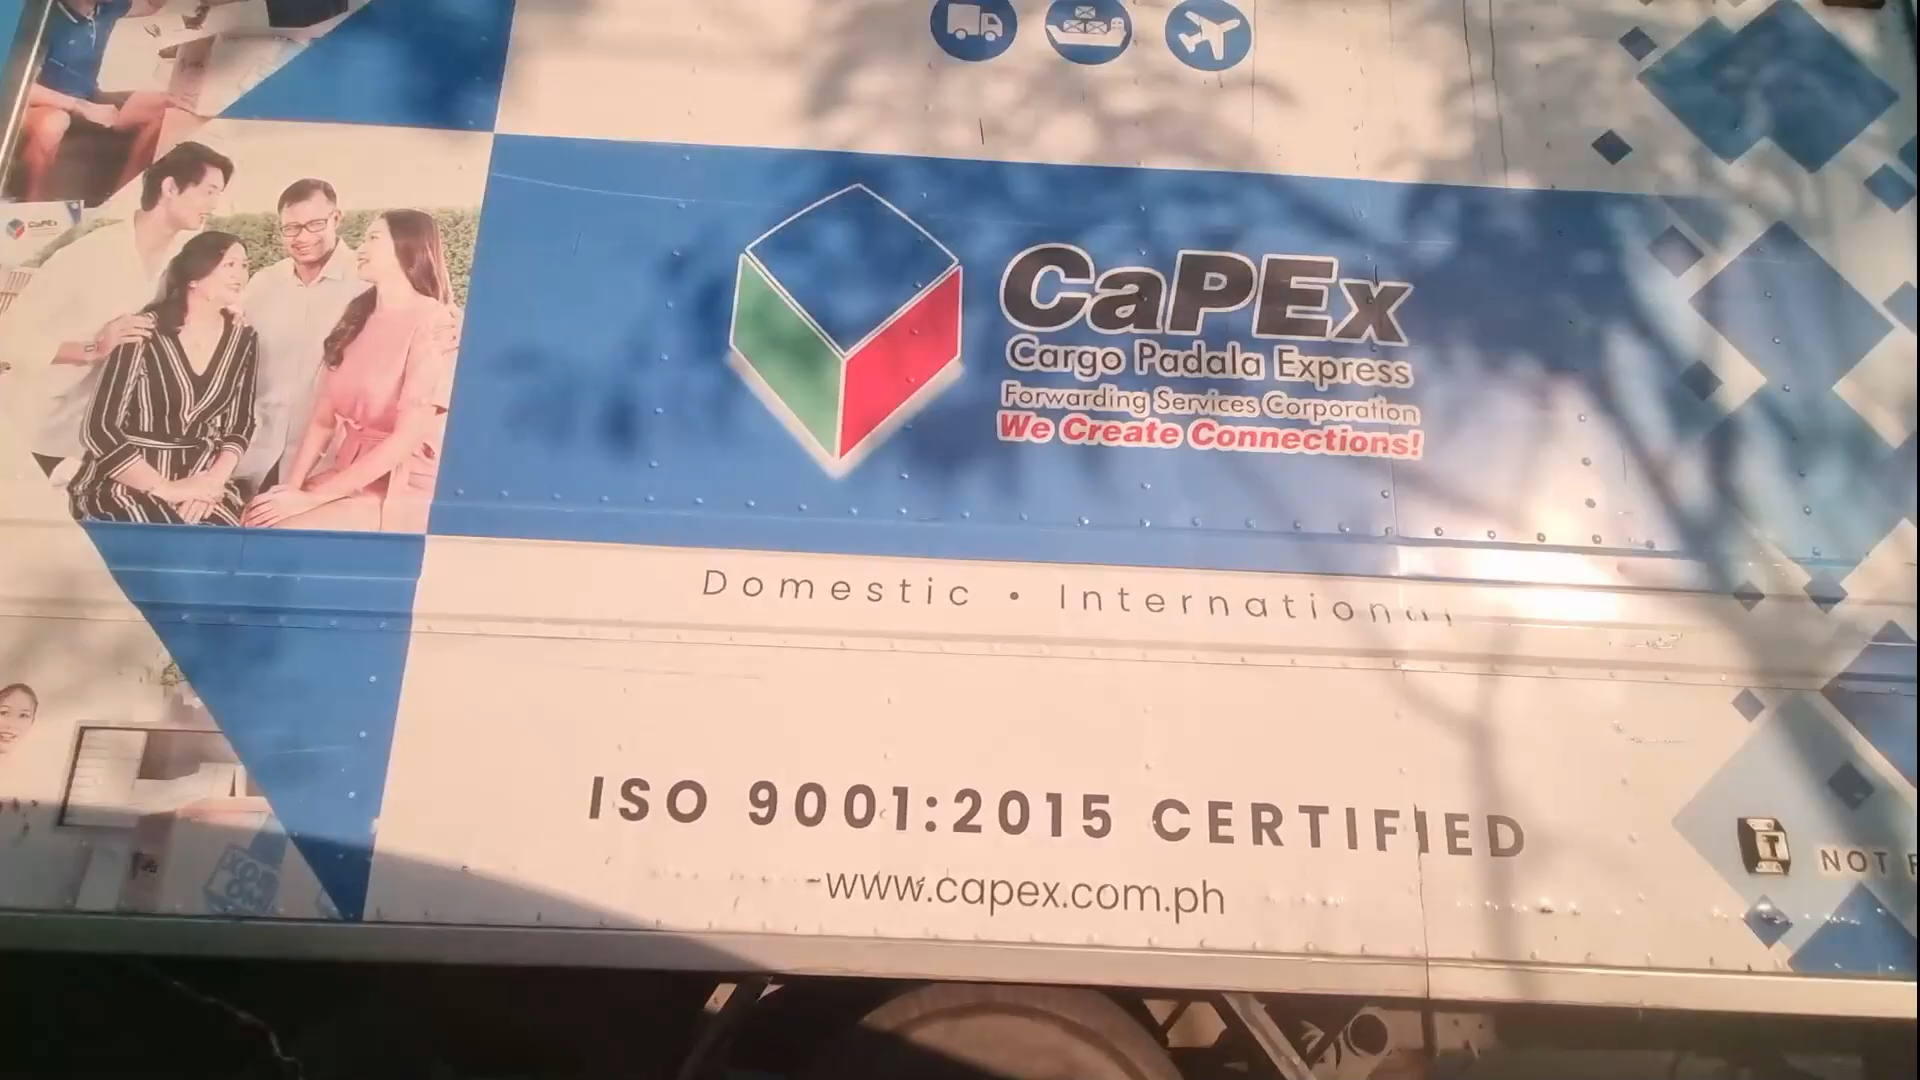 CaPEx
CaPEx
Cargo Padala Express
Forwarding Services Corporation
We Create Connections!
Domestic • International
ISO 9001:2015 CERTIFIED
www.capex.com.ph
T
NOT